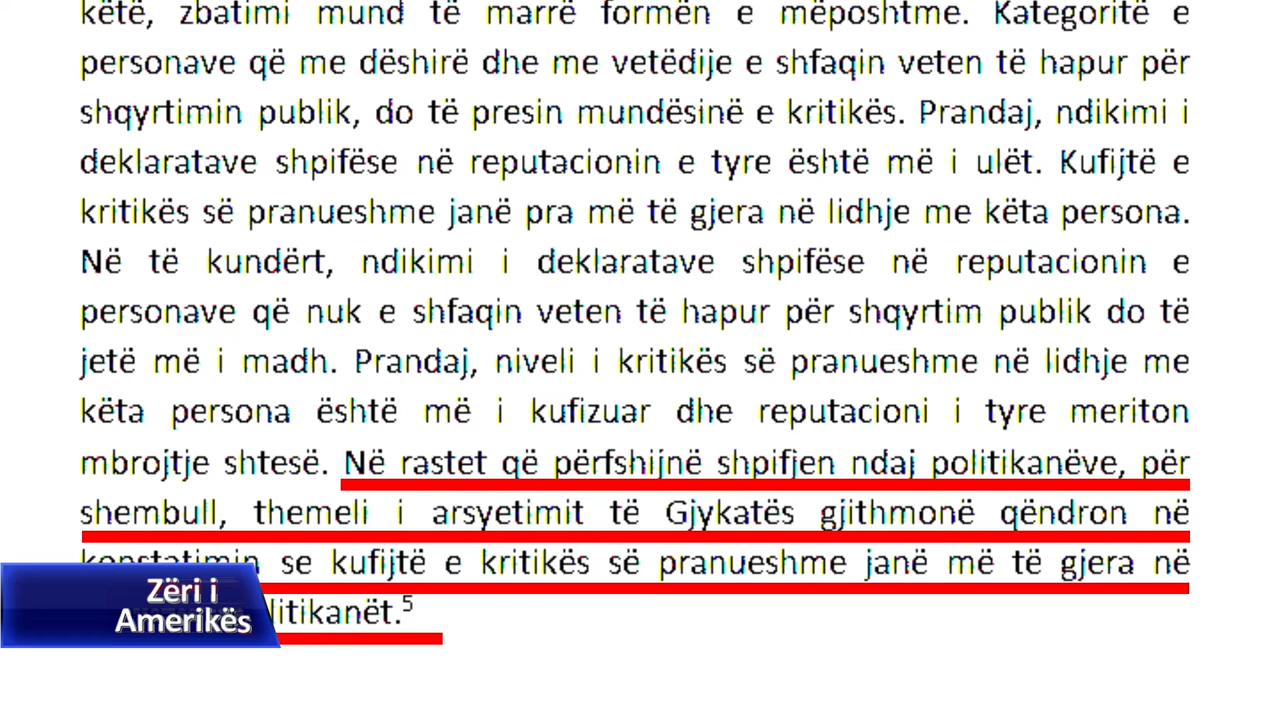 këtë, zbatimi mund të marrë formën e mëposhtme. Kategoritë e
personave që me dëshirë dhe me vetëdije e shfaqin veten të hapur për
shqyrtimin publik, do të presin mundësinë e kritikës. Prandaj, ndikimi i
deklaratave shpifëse në reputacionin e tyre është më i ulët. Kufijtë e
kritikës së pranueshme janë pra më të gjera në lidhje me këta persona.
Në të kundërt, ndikimi i deklaratave shpifëse në reputacionin e
personave që nuk e shfaqin veten të hapur për shqyrtim publik do të
jetë më i madh. Prandaj, niveli i kritikës së pranueshme në lidhje me
këta persona është më i kufizuar dhe reputacioni i tyre meriton
mbrojtje shtesë. Në rastet që përfshijnë shpifjen ndaj politikanëve, për
shembull, themeli i arsyetimit të Gjykatës gjithmonë qëndron në
konstatimin se kufijtë e kritikës së pranueshme janë më të gjera në
litikanët.⁵
Zëri i
Amerikës